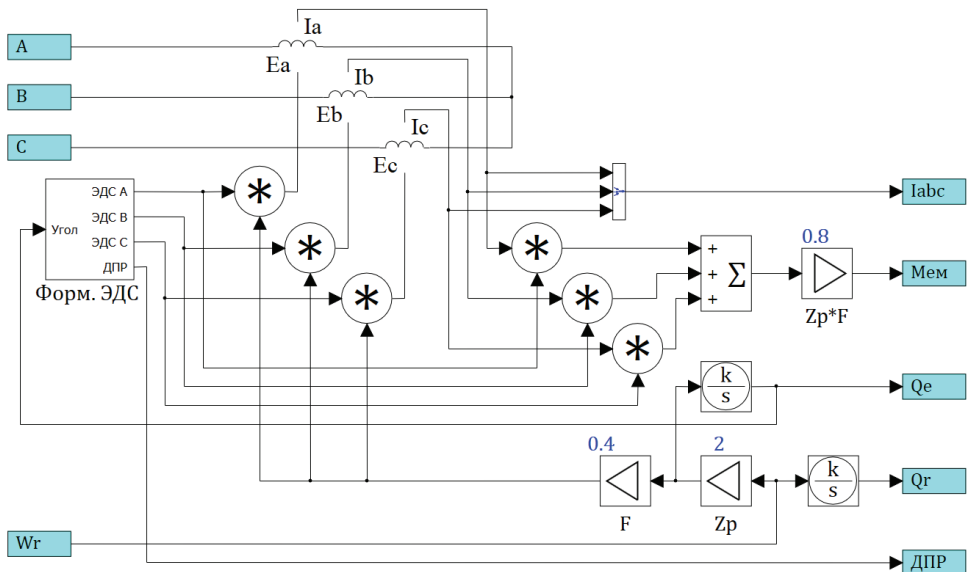 Ia
A
Ea
Ib
B
Eb
Ic
C
Ec
ЭДС A
Iabc
ЭДС B
Угол
ЭДС C
ДПР
Форм. ЭДС
+
+
+
Σ
0.8
Zp*F
Мем
k
s
Qe
0.4
F
2
Zp
k
s
Qr
Wr
ДПР